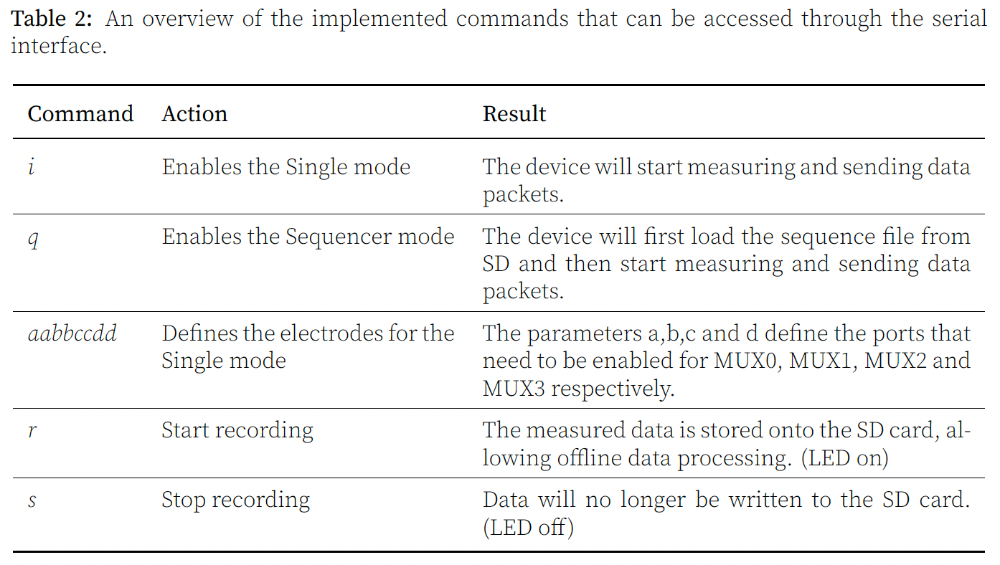 Table 2: An overview of the implemented commands that can be accessed through the serial
interface.
Command Action Result
i Enables the Single mode The device will start measuring and sending data
packets.
q Enables the Sequencer mode The device will first load the sequence file from
SD and then start measuring and sending data
packets.
aabbccdd Defines the electrodes for the The parameters a,b,c and d define the ports that
Single mode need to be enabled for MUX0, MUX1, MUX2 and
MUX3 respectively.
r Start recording The measured data is stored onto the SD card, al-
lowing offline data processing. (LED on)
s Stop recording Data will no longer be written to the SD card.
(LED off)